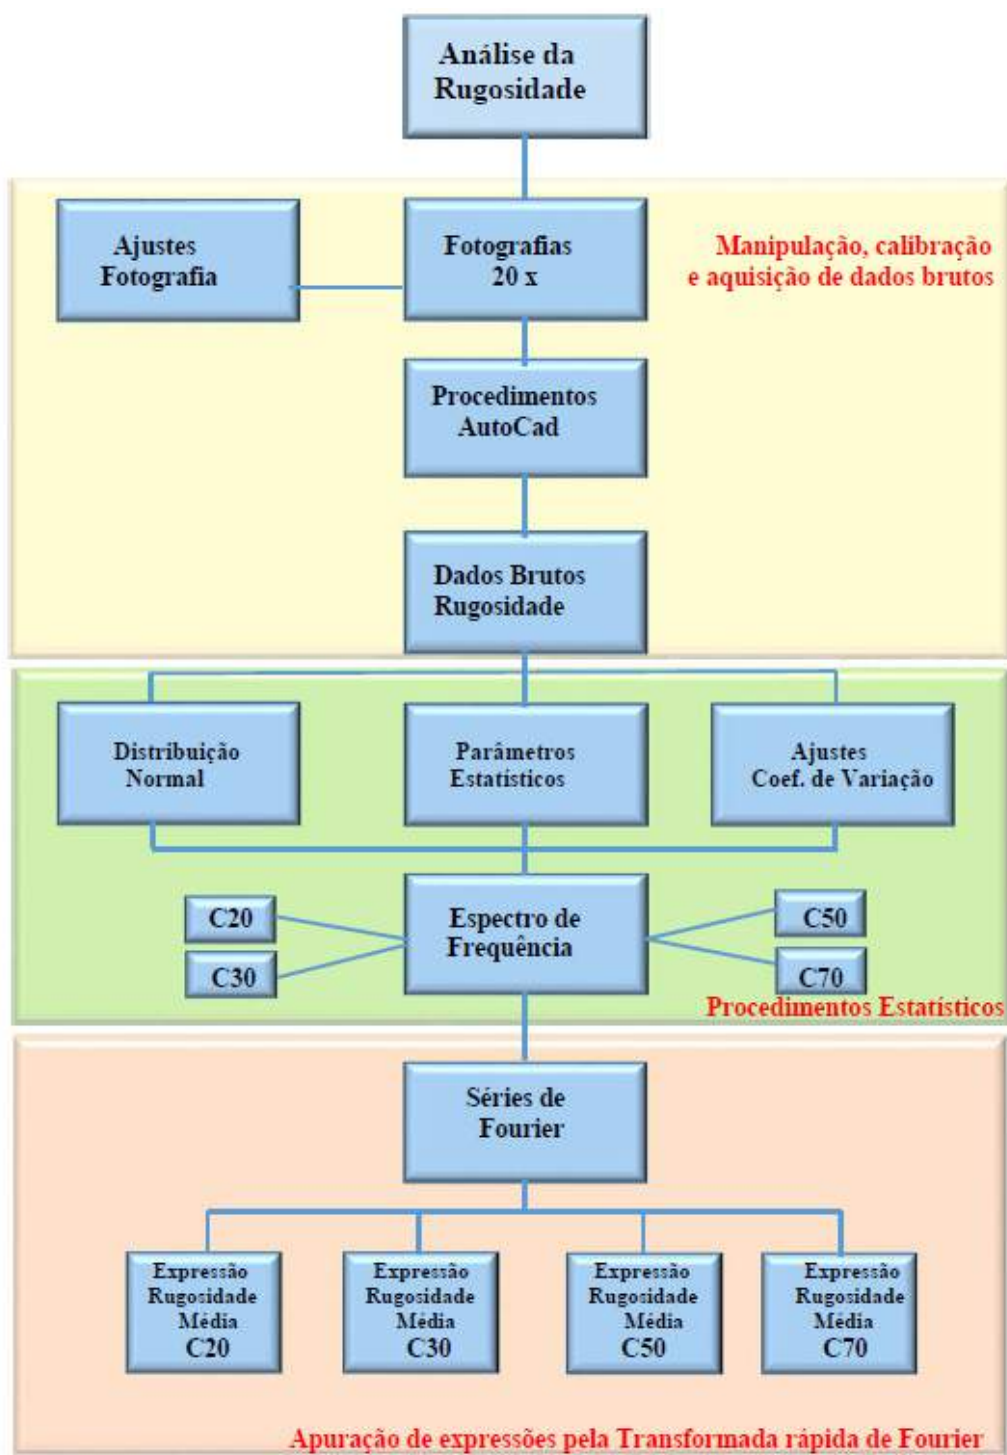 Análise da
Rugosidade
Ajustes
Fotografia
Fotografias
20 x
Manipulação, calibração
e aquisição de dados brutos
Procedimentos
AutoCad
Dados Brutos
Rugosidade
Distribuição
Normal
Parâmetros
Estatísticos
Ajustes
Coef. de Variação
C20
C30
Espectro de
Frequência
C50
C70
Procedimentos Estatísticos
Séries de
Fourier
Expressão
Rugosidade
Média
C20
Expressão
Rugosidade
Média
C30
Expressão
Rugosidade
Média
C50
Expressão
Rugosidade
Média
C70
Apuração de expressões pela Transformada rápida de Fourier